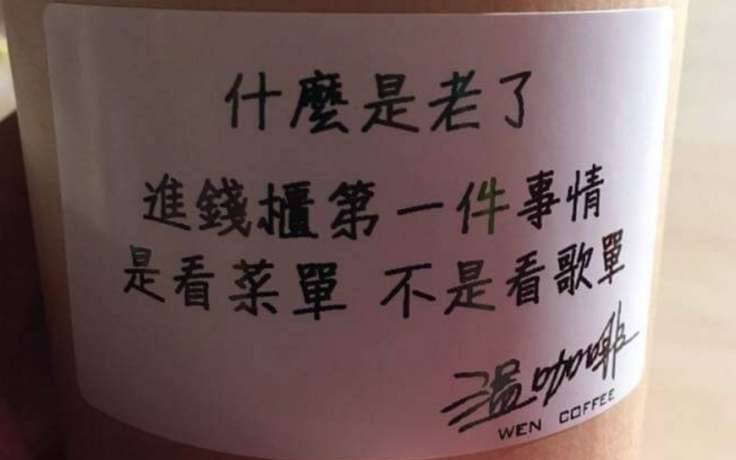 什麼是老了
進錢櫃第一件事情
是看菜單 不是看歌單
溫咖啡
WEN COFFEE